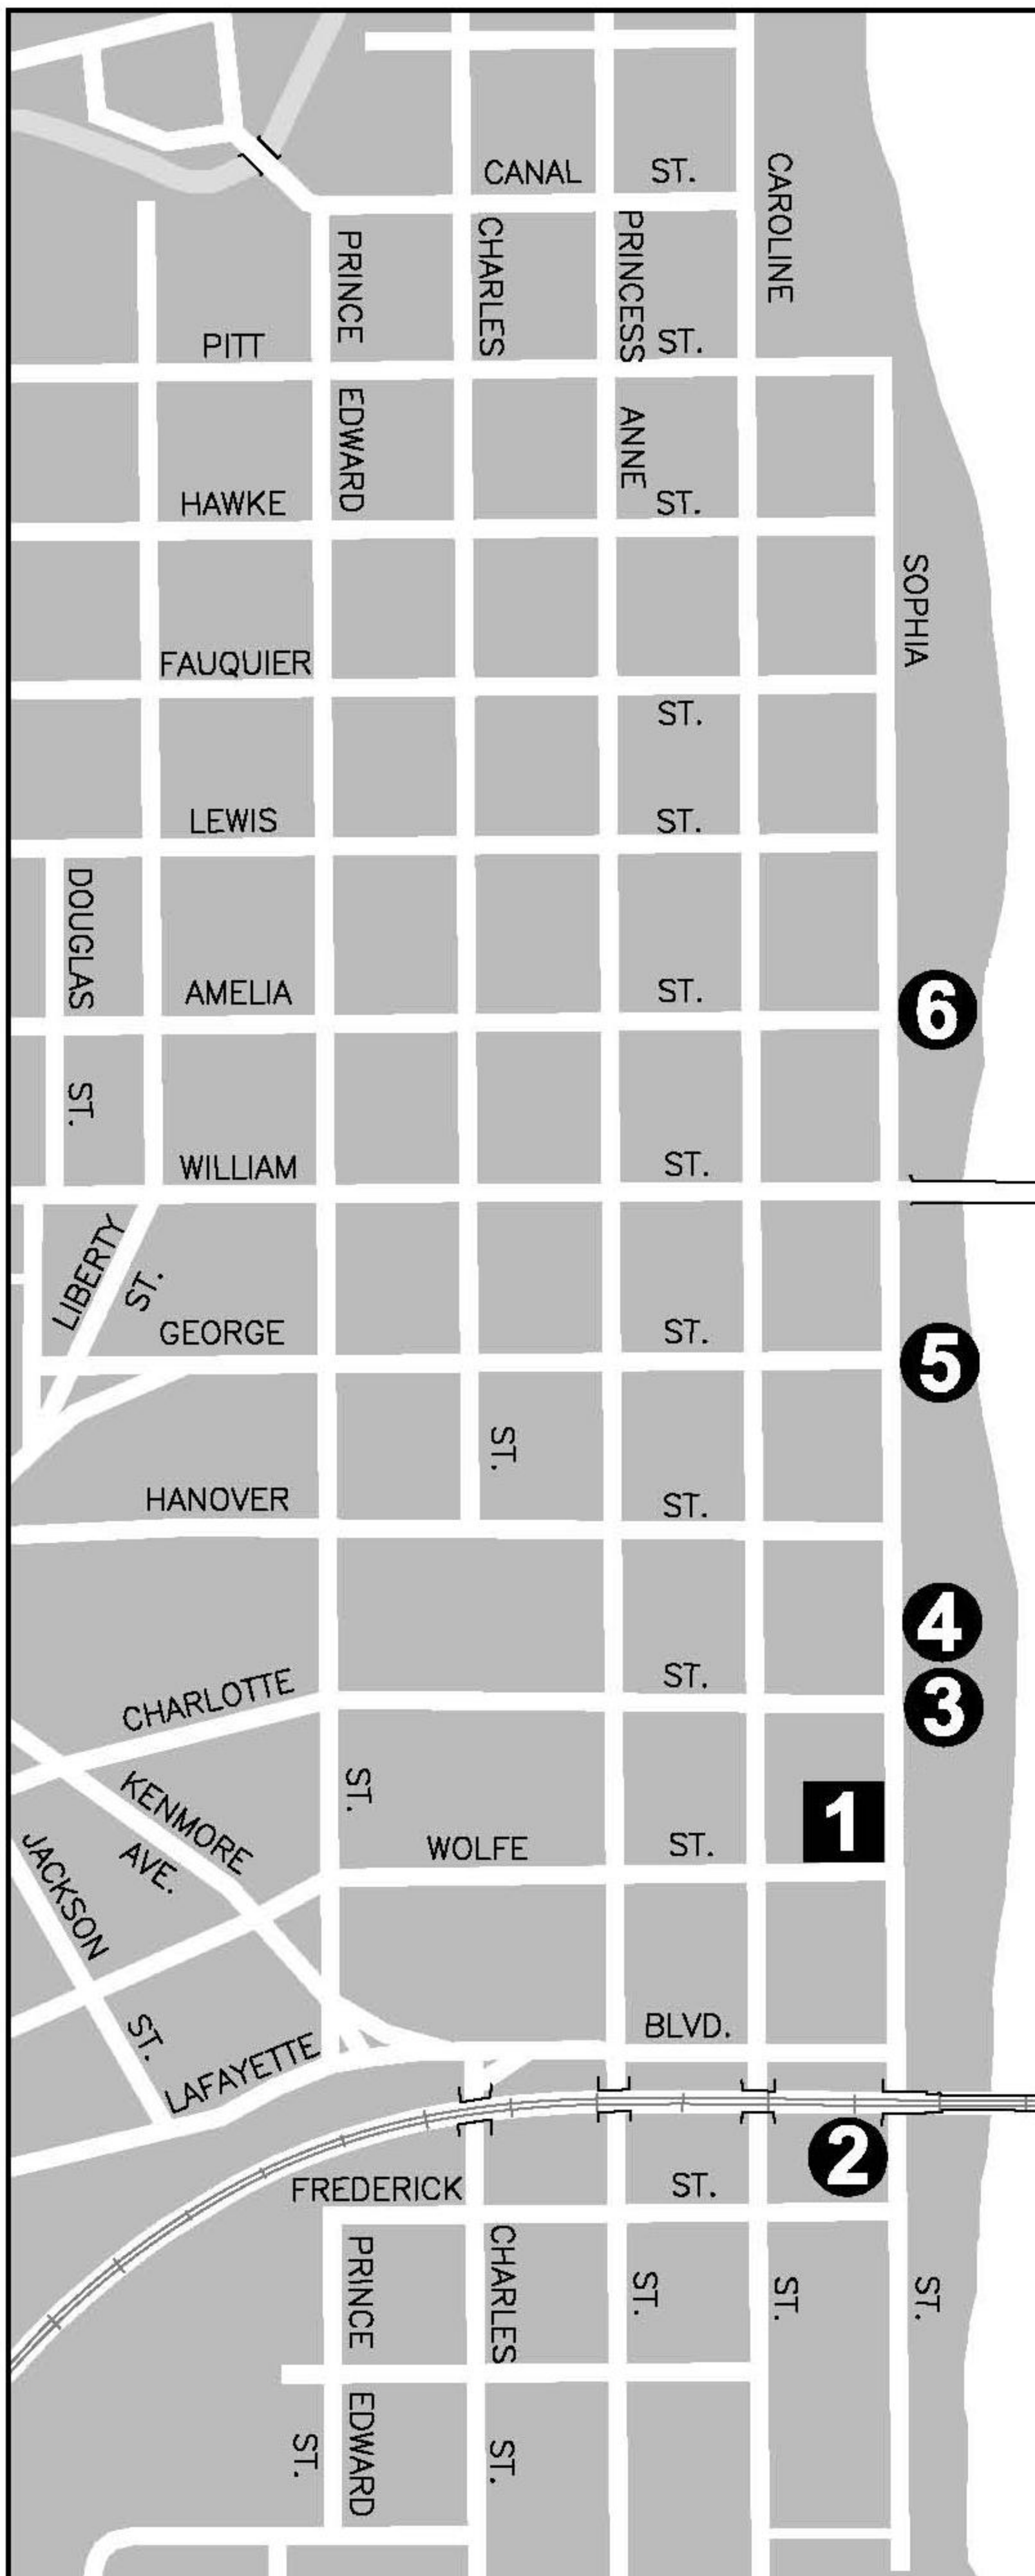 CANAL ST.
CAROLINE
PRINCE
CHARLES
PRINCESS
PITT ST.
EDWARD
ANNE
HAWKE ST.
SOPHIA
FAUQUIER
ST.
LEWIS ST.
DOUGLAS
AMELIA ST.
6
ST.
WILLIAM ST.
LIBERTY
ST.
GEORGE ST.
5
ST.
HANOVER ST.
4
CHARLOTTE ST.
3
KENMORE
AVE.
ST.
1
JACKSON
WOLFE ST.
ST.
LAFAYETTE BLVD.
2
FREDERICK ST.
PRINCE
CHARLES
ST.
ST.
ST.
EDWARD
ST.
ST.